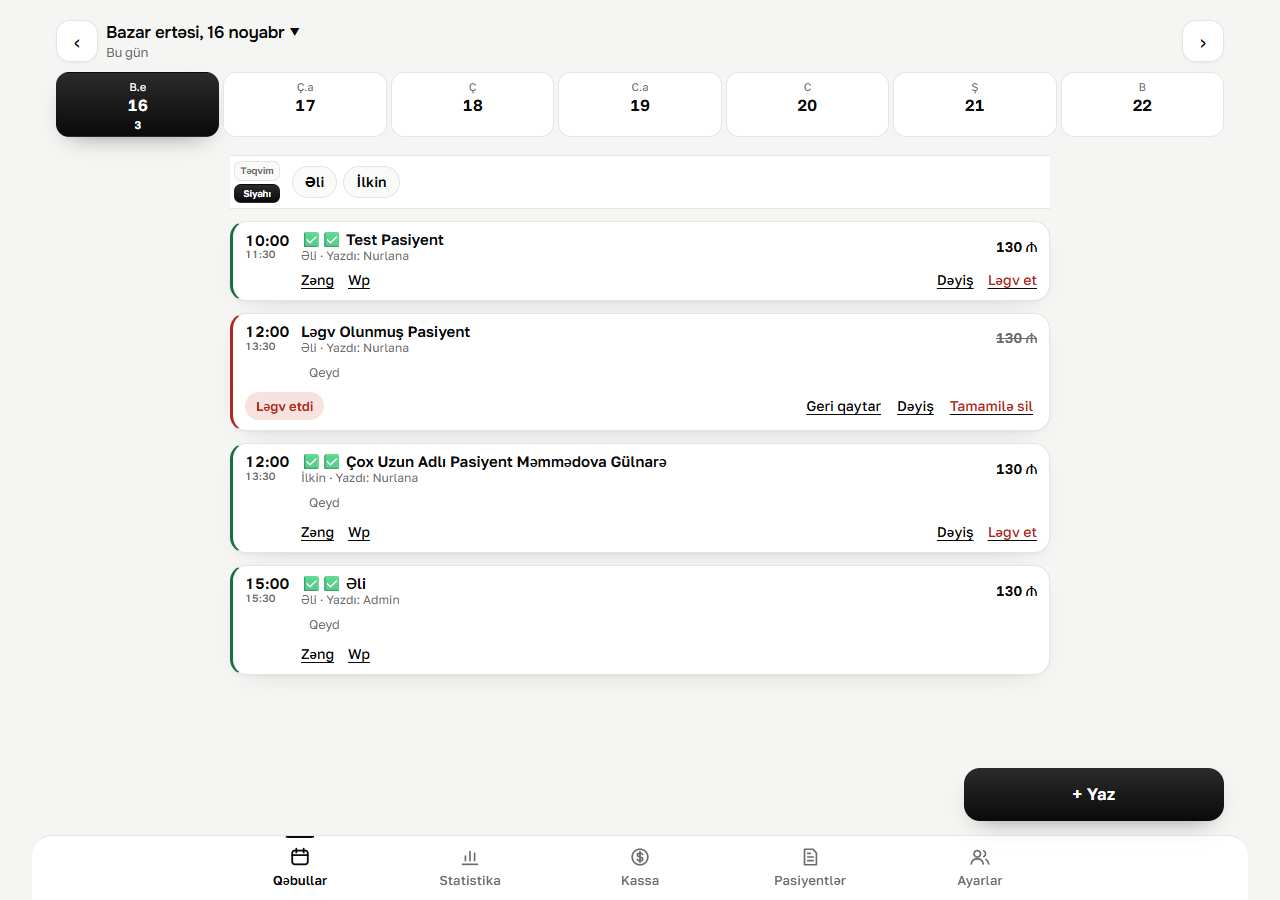 ‹ Bazar ertəsi, 16 noyabr ▼ ›
Bu gün
B.e Ç.a Ç C.a C Ş B
16 17 18 19 20 21 22
3
Təqvim
Siyahı
Əli İlkin
10:00 ✅✅ Test Pasiyent 130 ₼
11:30 Əli · Yazdı: Nurlana
Zəng Wp Dəyiş Ləgv et
12:00 Ləgv Olunmuş Pasiyent 130 ₼
13:30 Əli · Yazdı: Nurlana
Qeyd
Ləgv etdi Geri qaytar Dəyiş Tamamilə sil
12:00 ✅✅ Çox Uzun Adlı Pasiyent Məmmədova Gülnarə 130 ₼
13:30 İlkin · Yazdı: Nurlana
Qeyd
Zəng Wp Dəyiş Ləgv et
15:00 ✅✅ Əli 130 ₼
15:30 Əli · Yazdı: Admin
Qeyd
Zəng Wp
+ Yaz
Qəbullar Statistika Kassa Pasiyentlər Ayarlar